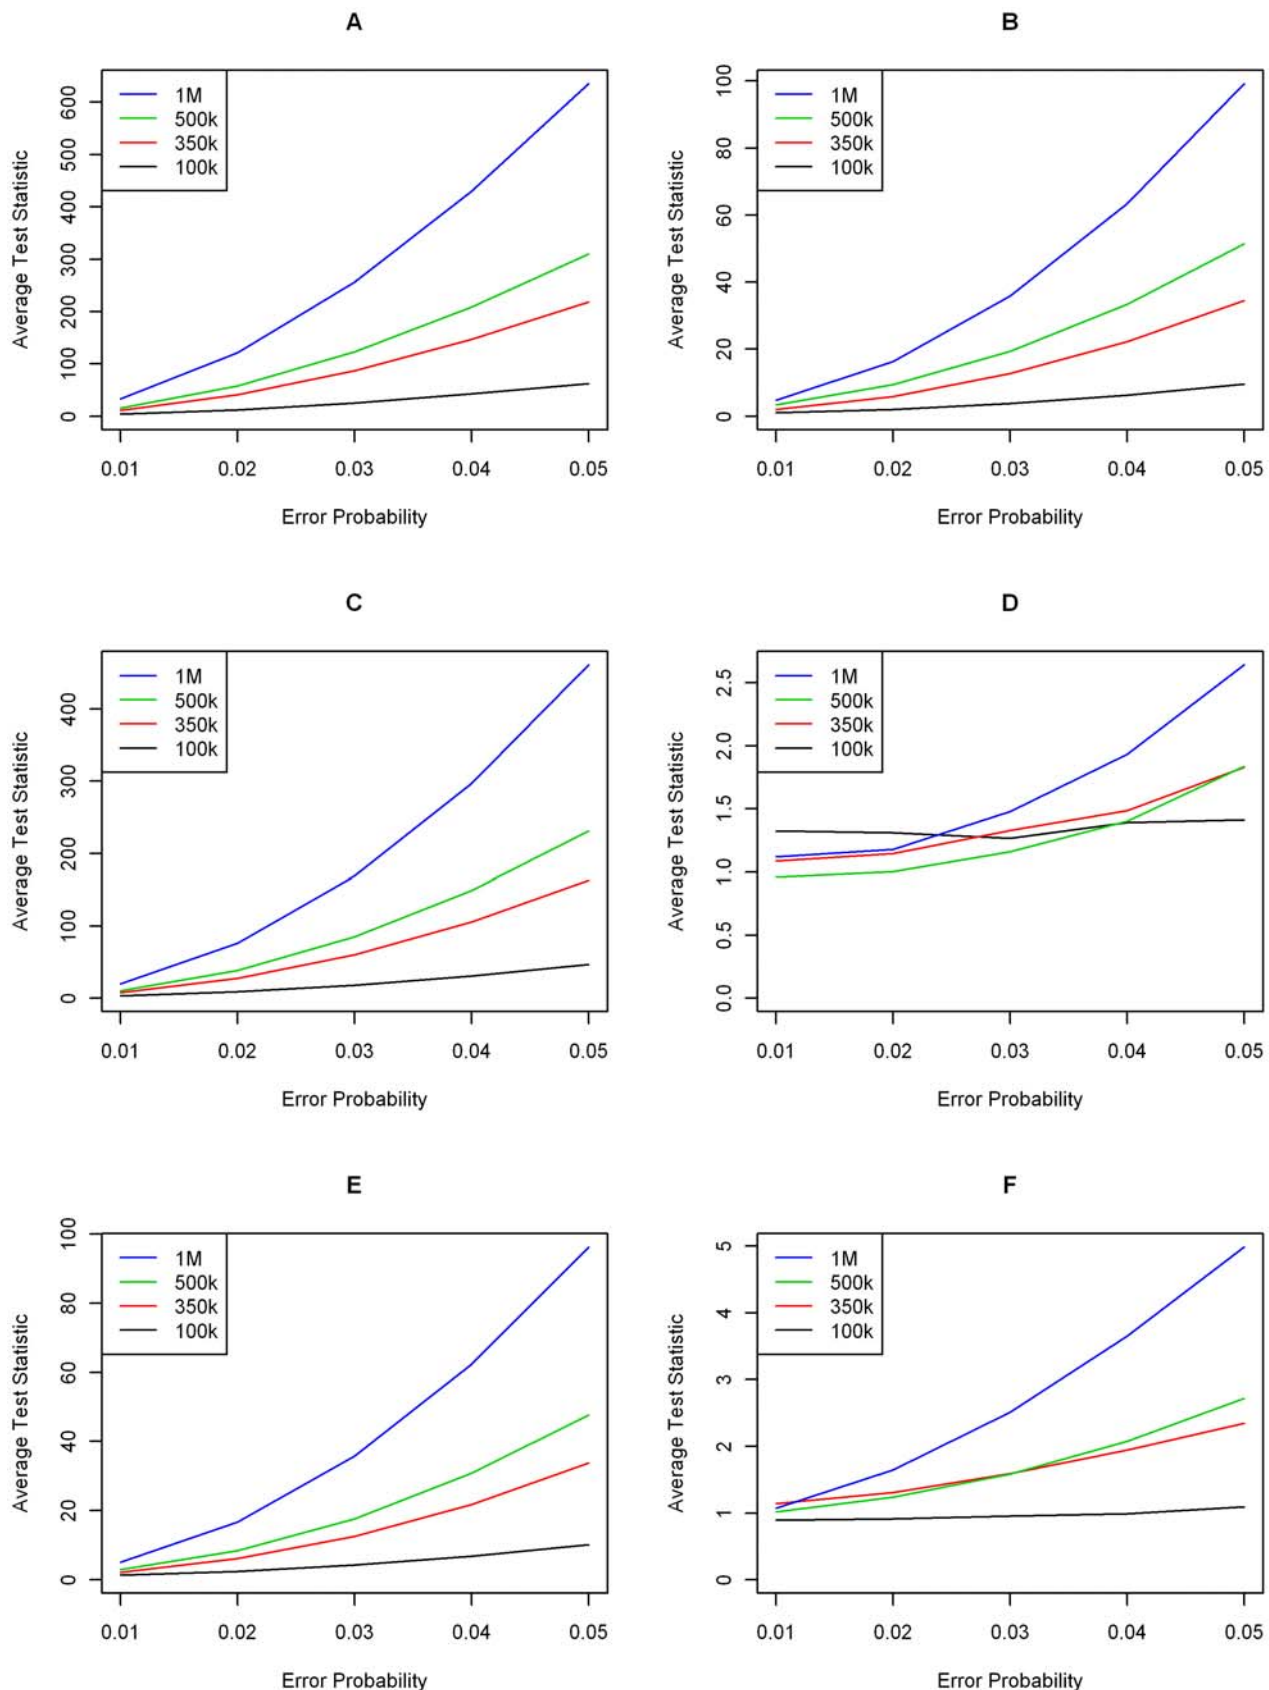 A
Average Test Statistic
600
500
400
300
200
100
0
1M
500k
350k
100k
0.01 0.02 0.03 0.04 0.05
Error Probability
B
Average Test Statistic
100
80
60
40
20
0
1M
500k
350k
100k
0.01 0.02 0.03 0.04 0.05
Error Probability
C
Average Test Statistic
400
300
200
100
0
1M
500k
350k
100k
0.01 0.02 0.03 0.04 0.05
Error Probability
D
Average Test Statistic
2.5
2.0
1.5
1.0
0.5
0.0
1M
500k
350k
100k
0.01 0.02 0.03 0.04 0.05
Error Probability
E
Average Test Statistic
100
80
60
40
20
0
1M
500k
350k
100k
0.01 0.02 0.03 0.04 0.05
Error Probability
F
Average Test Statistic
5
4
3
2
1
0
1M
500k
350k
100k
0.01 0.02 0.03 0.04 0.05
Error Probability